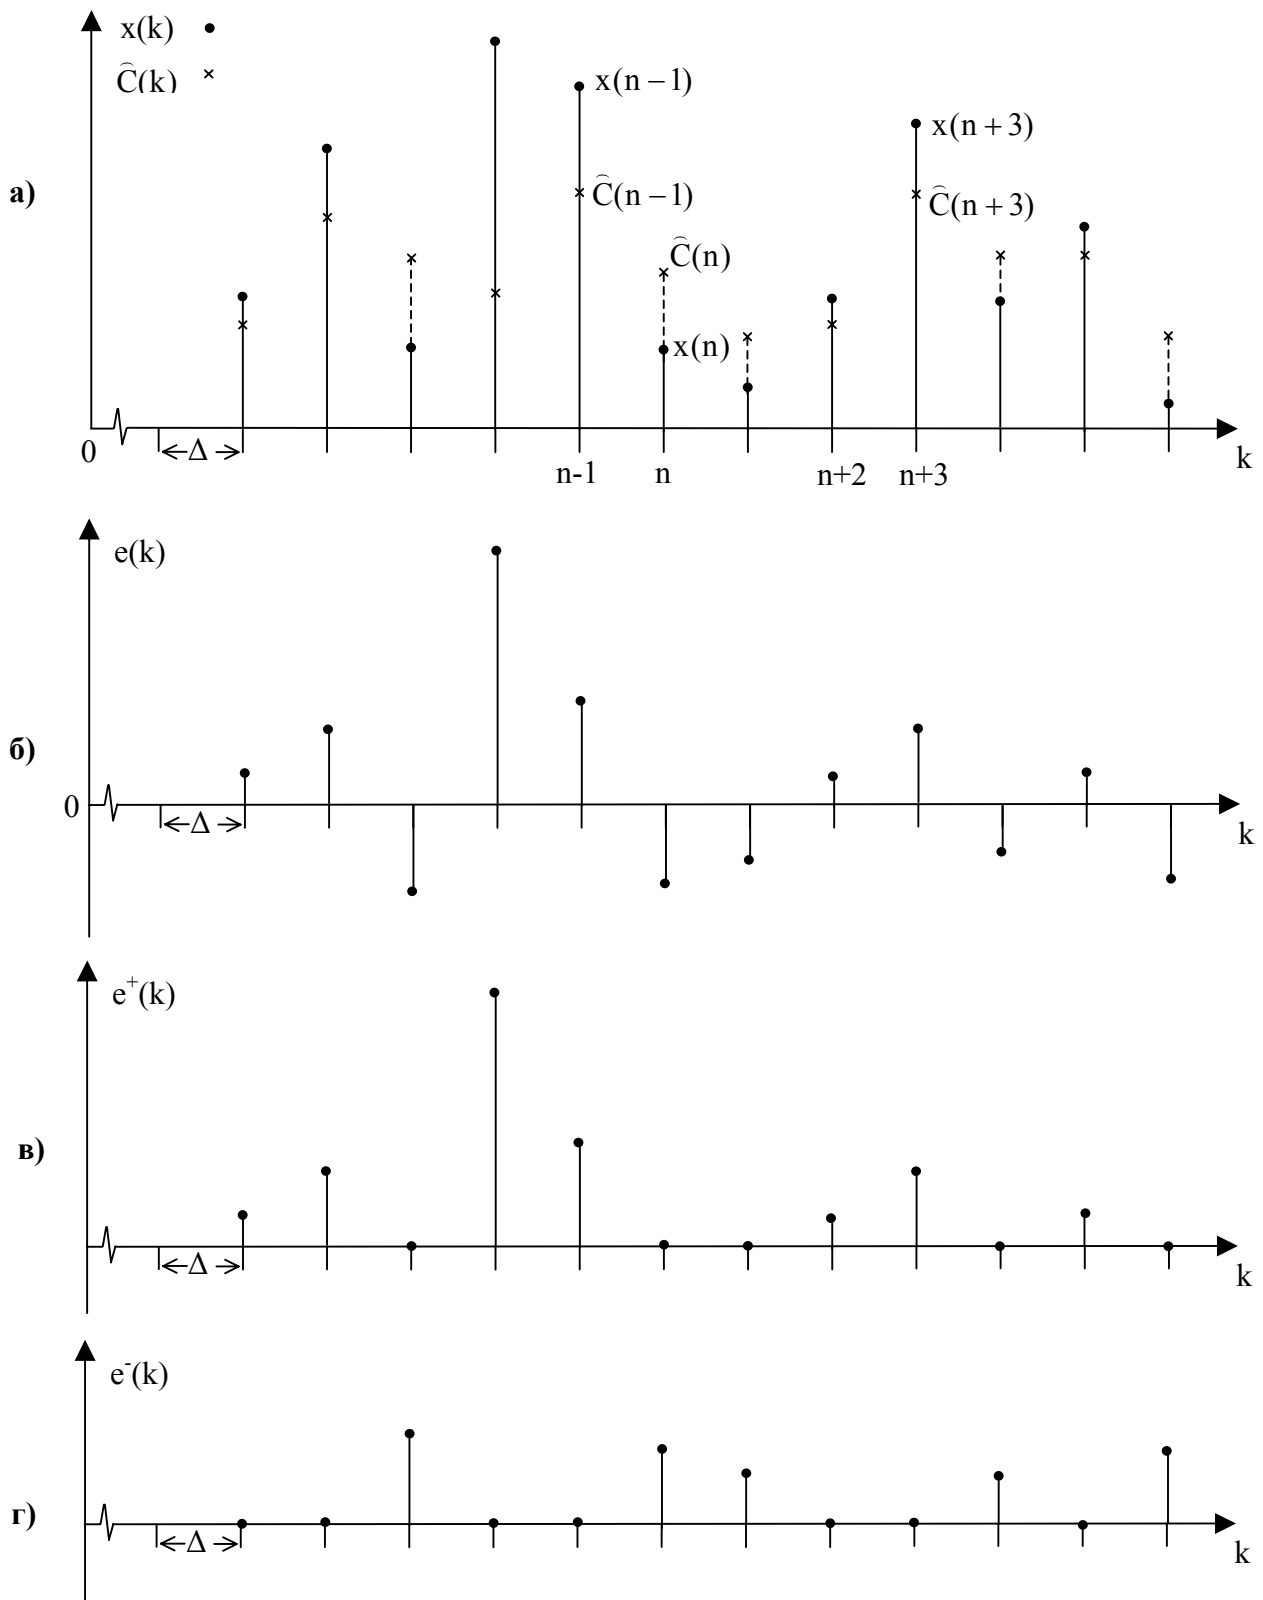 x(k)
Ĉ(k)
x(n – 1)
x(n + 3)
а)
Ĉ(n – 1)
Ĉ(n + 3)
Ĉ(n)
x(n)
0
Δ
k
n-1
n
n+2
n+3
e(k)
б)
0
Δ
k
e⁺(k)
в)
Δ
k
e⁻(k)
г)
Δ
k